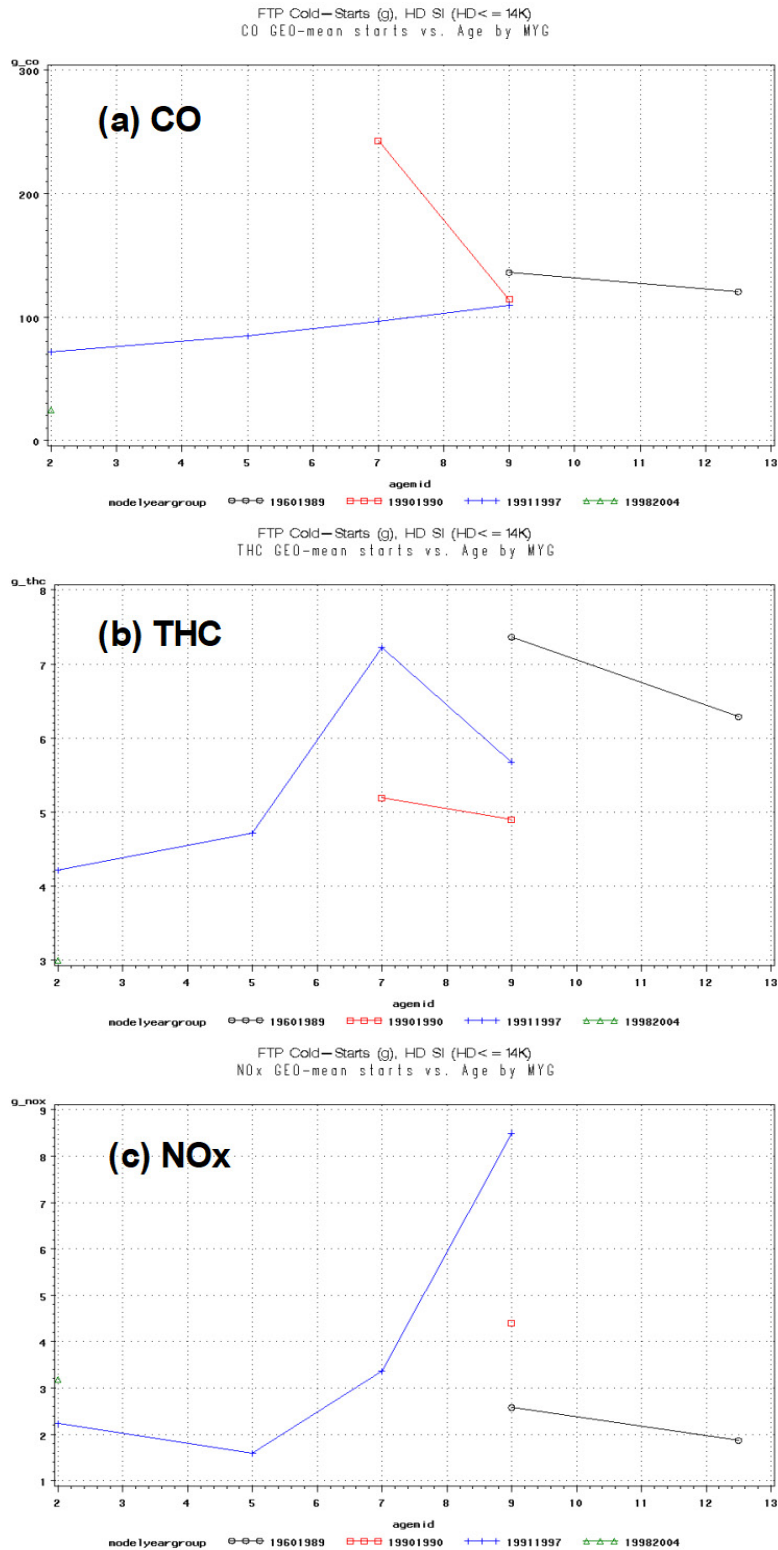 FTP Cold-Starts (g), HD SI (HD<=14K)
CO GEO-mean starts vs. Age by MYG
g_co
300
(a) CO
200
100
0
2 3 4 5 6 7 8 9 10 11 12 13
agemid
modelyeargroup 19601989 19901990 19911997 19982004
FTP Cold-Starts (g), HD SI (HD<=14K)
THC GEO-mean starts vs. Age by MYG
g_thc
8
(b) THC
7
6
5
4
3
2 3 4 5 6 7 8 9 10 11 12 13
agemid
modelyeargroup 19601989 19901990 19911997 19982004
FTP Cold-Starts (g), HD SI (HD<=14K)
NOx GEO-mean starts vs. Age by MYG
g_nox
9
(c) NOx
8
7
6
5
4
3
2
1
2 3 4 5 6 7 8 9 10 11 12 13
agemid
modelyeargroup 19601989 19901990 19911997 19982004